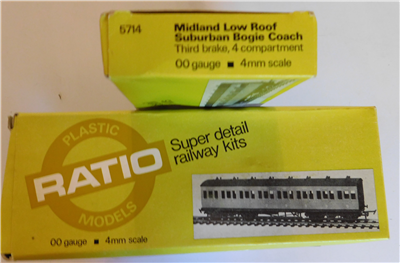 5714
Midland Low Roof
Suburban Bogie Coach
Third brake, 4 compartment
00 gauge ■ 4mm scale
PLASTIC
RATIO
MODELS
Super detail
railway kits
00 gauge ■ 4mm scale